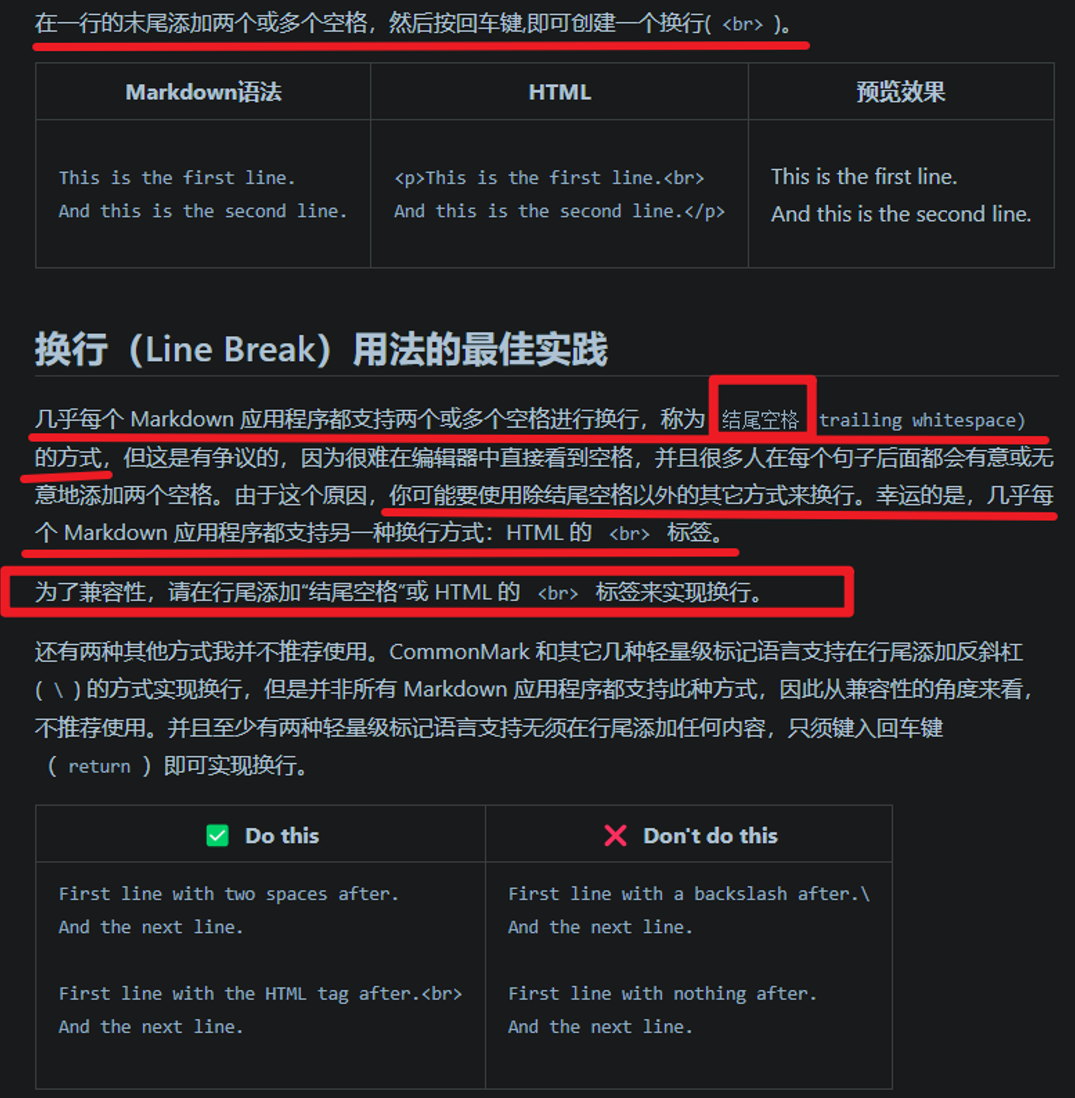 在一行的末尾添加两个或多个空格，然后按回车键,即可创建一个换行( <br> )。
Markdown语法 HTML 预览效果
This is the first line.
And this is the second line.
<p>This is the first line.<br>
And this is the second line.</p>
This is the first line.
And this is the second line.
换行（Line Break）用法的最佳实践
几乎每个 Markdown 应用程序都支持两个或多个空格进行换行，称为 结尾空格 trailing whitespace)
的方式，但这是有争议的，因为很难在编辑器中直接看到空格，并且很多人在每个句子后面都会有意或无
意地添加两个空格。由于这个原因，你可能要使用除结尾空格以外的其它方式来换行。幸运的是，几乎每
个 Markdown 应用程序都支持另一种换行方式：HTML 的 <br> 标签。
为了兼容性，请在行尾添加“结尾空格”或 HTML 的 <br> 标签来实现换行。
还有两种其他方式我并不推荐使用。CommonMark 和其它几种轻量级标记语言支持在行尾添加反斜杠
( \ ) 的方式实现换行，但是并非所有 Markdown 应用程序都支持此种方式，因此从兼容性的角度来看，
不推荐使用。并且至少有两种轻量级标记语言支持无须在行尾添加任何内容，只须键入回车键
（ return ）即可实现换行。
✅ Do this ❌ Don't do this
First line with two spaces after.
And the next line.
First line with the HTML tag after.<br>
And the next line.
First line with a backslash after.\
And the next line.
First line with nothing after.
And the next line.